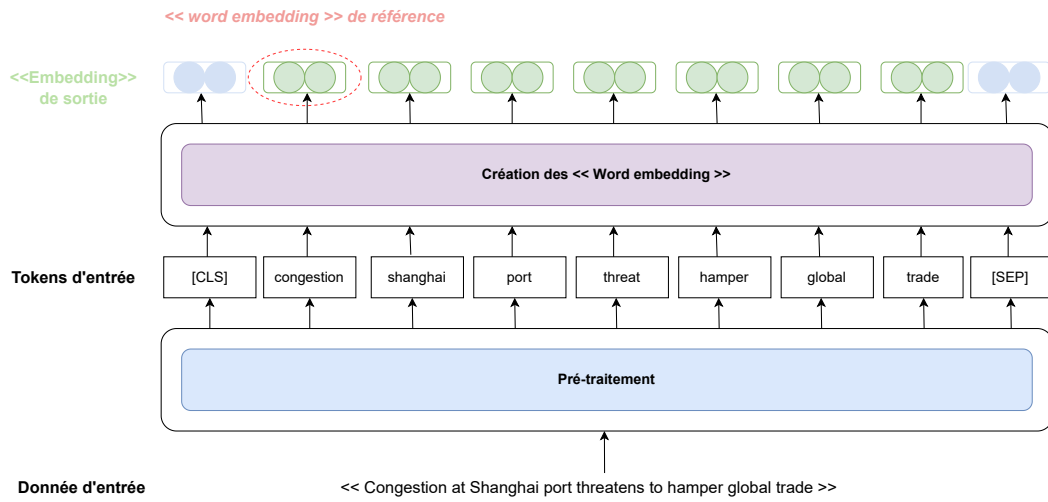 << word embedding >> de référence
<<Embedding>>
de sortie
Création des << Word embedding >>
Tokens d'entrée
[CLS]
congestion
shanghai
port
threat
hamper
global
trade
[SEP]
Pré-traitement
Donnée d'entrée
<< Congestion at Shanghai port threatens to hamper global trade >>